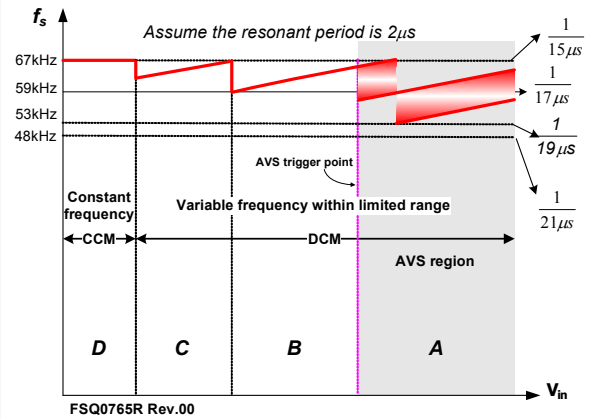 fs
Assume the resonant period is 2μs
67kHz
59kHz
53kHz
48kHz
1
15μs
1
17μs
1
19μs
1
21μs
AVS trigger point
Constant
frequency
Variable frequency within limited range
CCM
DCM
AVS region
D
C
B
A
Vin
FSQ0765R Rev.00